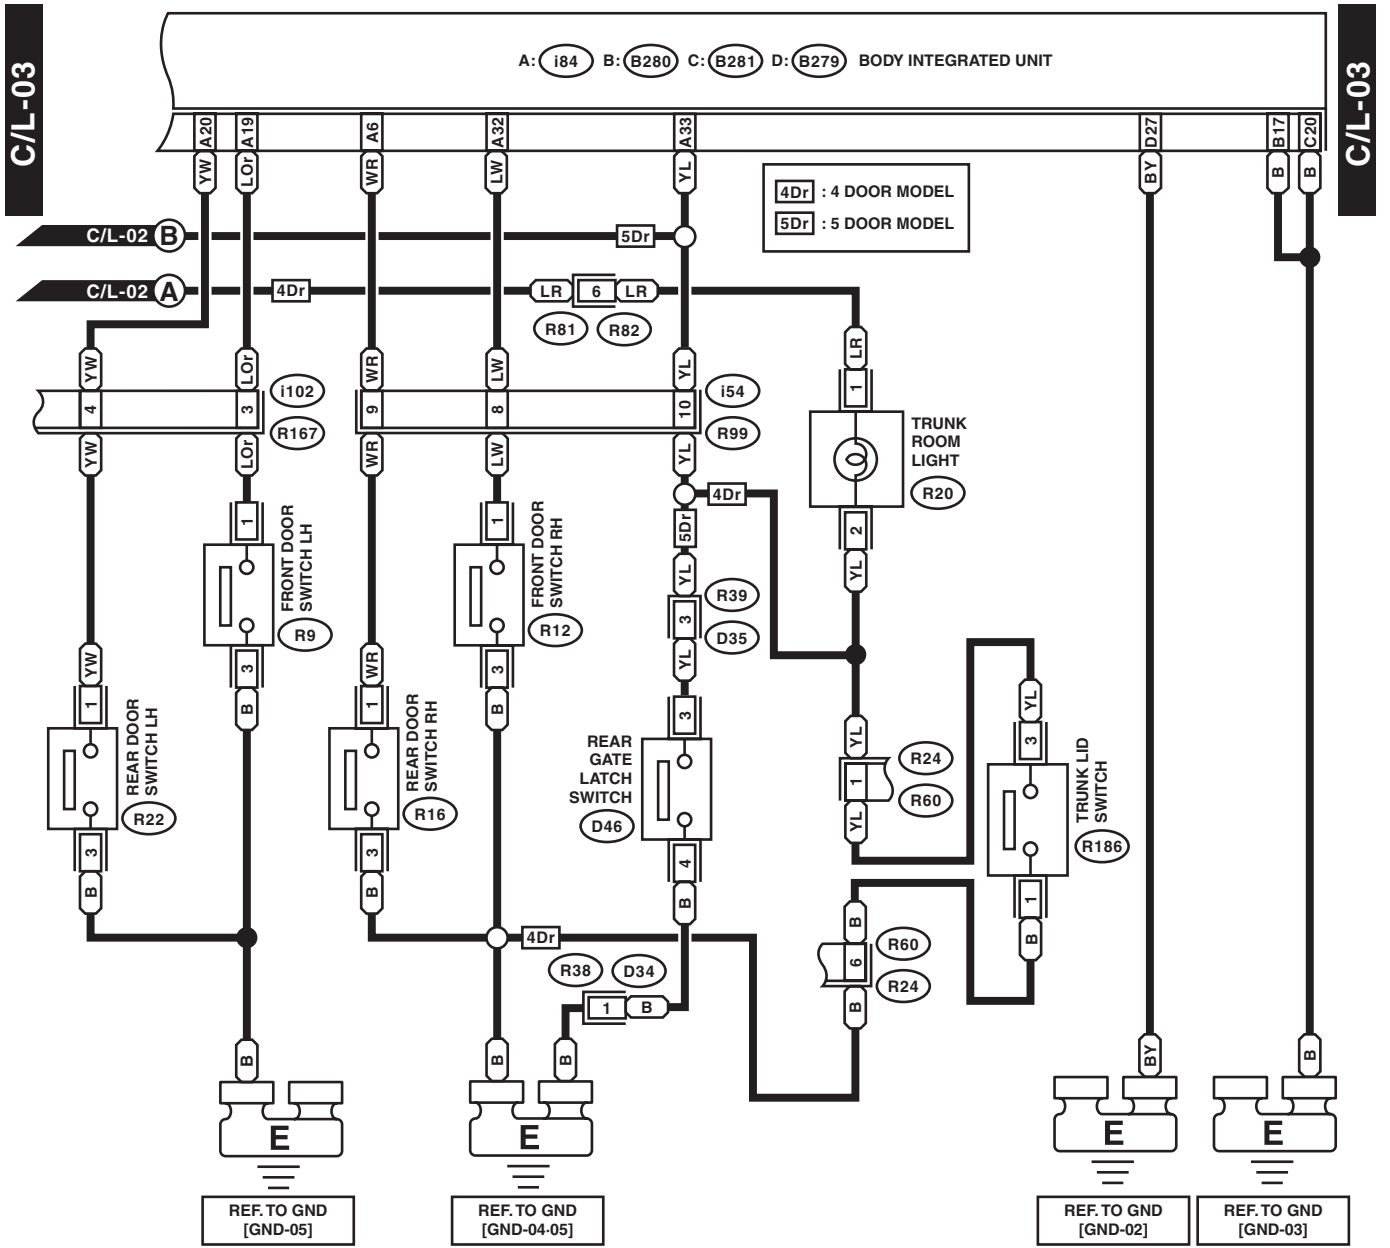 C/L-03
C/L-03
A: i84 B: B280 C: B281 D: B279 BODY INTEGRATED UNIT
A20 A19 A6 A32 A33 D27 B17 C20
YW LOr WR LW YL BY B B
4Dr : 4 DOOR MODEL
5Dr : 5 DOOR MODEL
C/L-02 B 5Dr
C/L-02 A 4Dr LR 6 LR
R81 R82
LR
YW LOr WR LW YL
1
i102 i54
4 3 9 8 10
R167 R99
YW LOr WR LW YL
TRUNK
ROOM
LIGHT
R20
4Dr
5Dr
1 1 2
FRONT DOOR
SWITCH LH
R9
FRONT DOOR
SWITCH RH
R12
YL YL
R39
3
D35
YL
3 3
YW WR
B B
1 1 3
YL
3
REAR DOOR
SWITCH LH
R22
REAR DOOR
SWITCH RH
R16
REAR
GATE
LATCH
SWITCH
D46
YL
R24
1
R60
YL
TRUNK LID
SWITCH
R186
3 3 4
1
B B B
B
B
4Dr
R60
6
R24
B
R38 D34
1 B
B B B BY B
E E E E
REF. TO GND
[GND-05]
REF. TO GND
[GND-04·05]
REF. TO GND
[GND-02]
REF. TO GND
[GND-03]